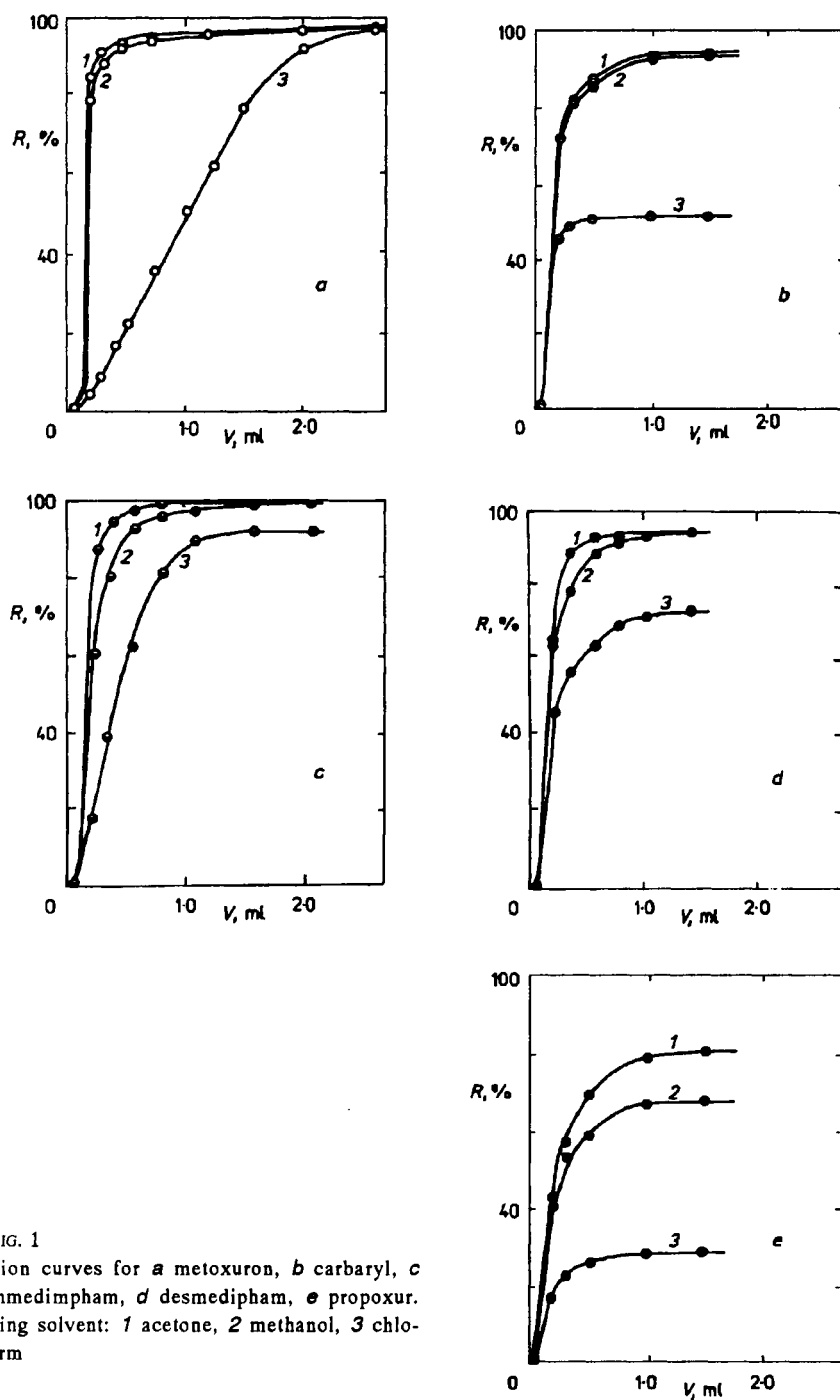 100
R, %
40
0
1·0
2·0
V, ml
1
2
3
a
100
R, %
40
0
1·0
2·0
V, ml
1
2
3
b
100
R, %
40
0
1·0
2·0
V, ml
1
2
3
c
100
R, %
40
0
1·0
2·0
V, ml
1
2
3
d
100
R, %
40
0
1·0
2·0
V, ml
1
2
3
e
IG. 1
ion curves for a metoxuron, b carbaryl, c
nmedimpham, d desmedipham, e propoxur.
ing solvent: 1 acetone, 2 methanol, 3 chlo-
rm